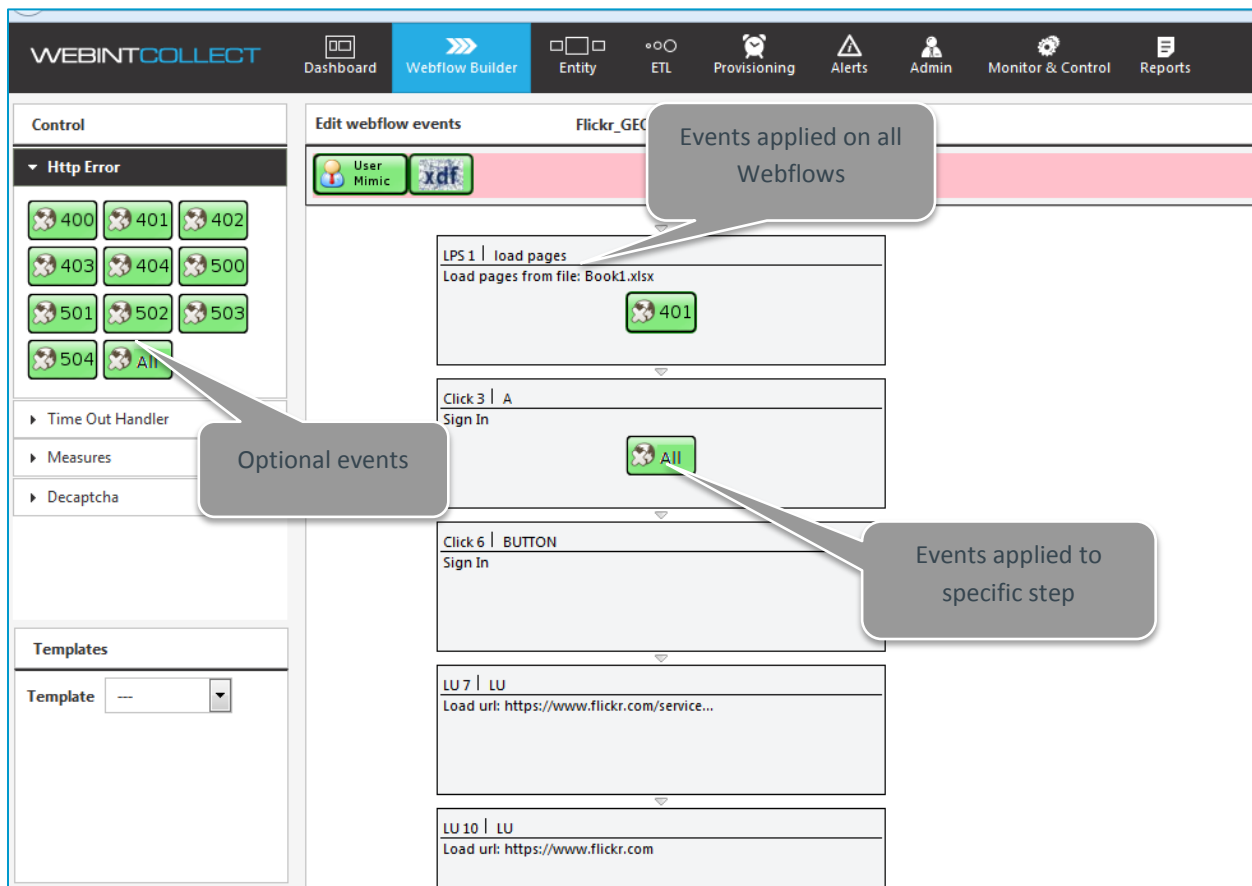 WEBINTCOLLECT
Dashboard
Webflow Builder
Entity
ETL
Provisioning
Alerts
Admin
Monitor & Control
Reports
Control
Edit webflow events
Flickr_GEO
Events applied on all
Webflows
Http Error
User
Mimic
xdf
400
401
402
403
404
500
501
502
503
504
All
Time Out Handler
Measures
Decaptcha
Optional events
LPS 1 | load pages
Load pages from file: Book1.xlsx
401
Click 3 | A
Sign In
All
Click 6 | BUTTON
Sign In
Events applied to
specific step
LU 7 | LU
Load url: https://www.flickr.com/service...
LU 10 | LU
Load url: https://www.flickr.com
Templates
Template
---